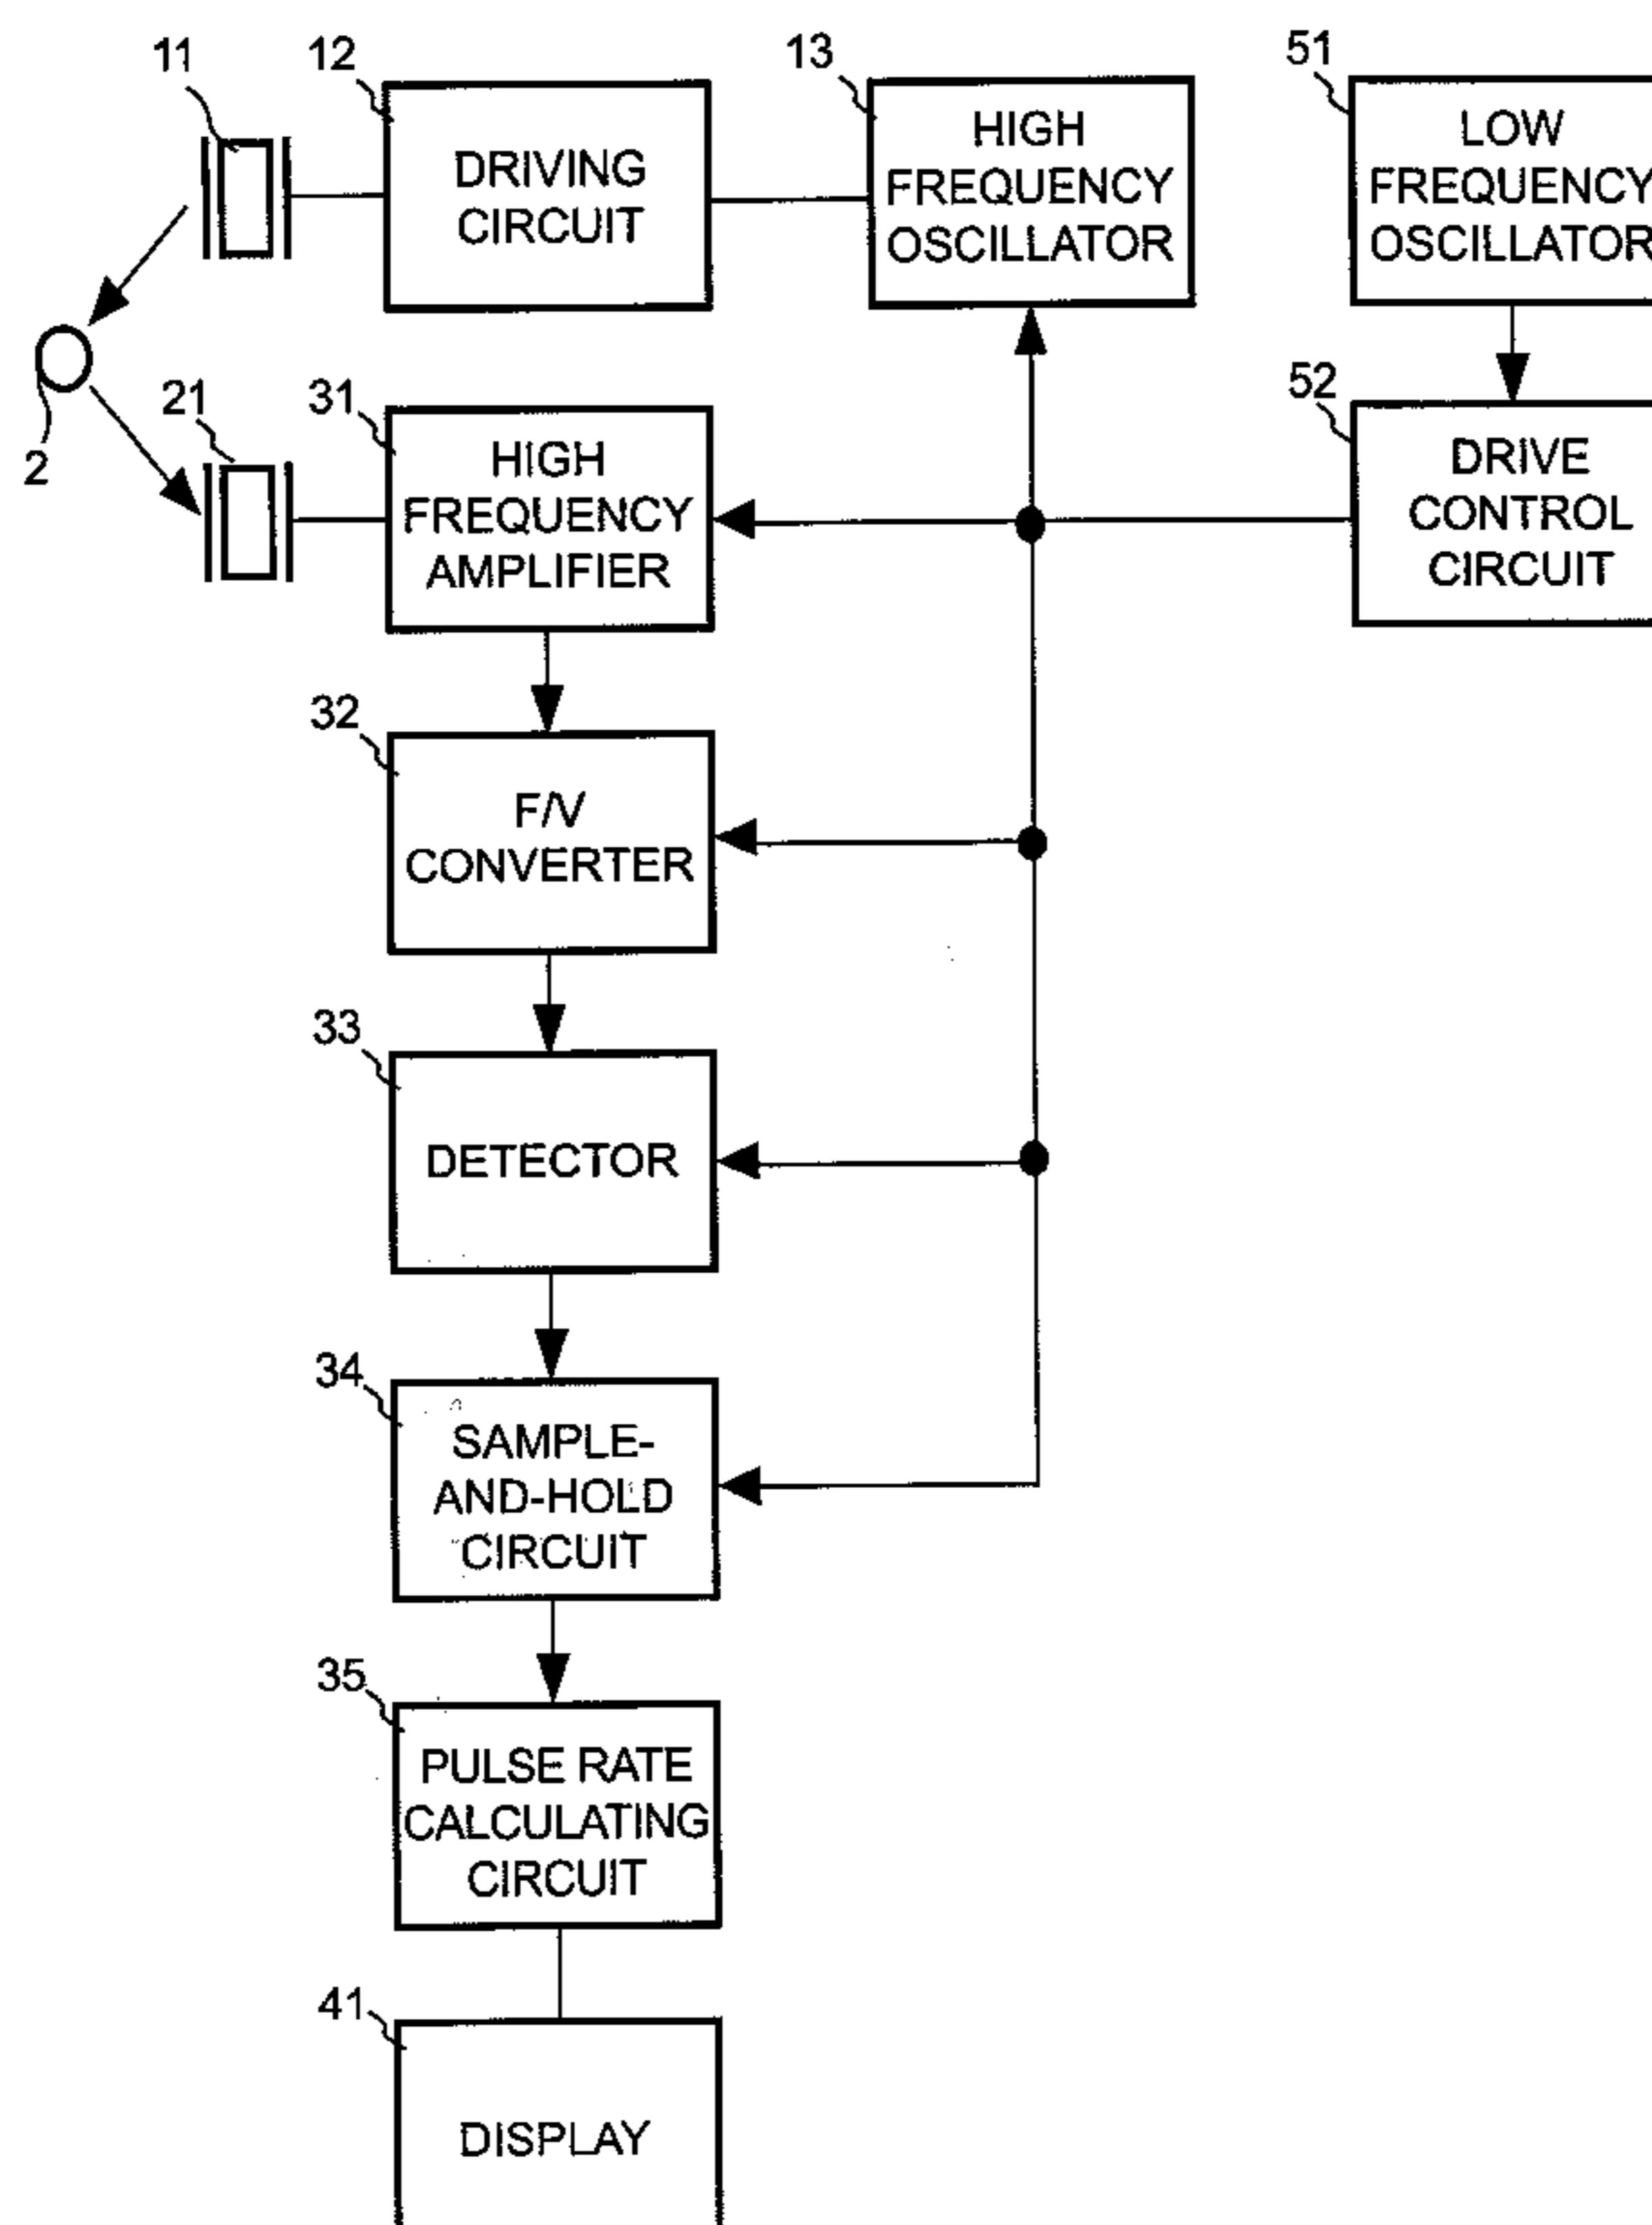 11
12
DRIVING
CIRCUIT
13
HIGH
FREQUENCY
OSCILLATOR
51
LOW
FREQUENCY
OSCILLATOR
2
21
31
HIGH
FREQUENCY
AMPLIFIER
52
DRIVE
CONTROL
CIRCUIT
32
F/V
CONVERTER
33
DETECTOR
34
SAMPLE-
AND-HOLD
CIRCUIT
35
PULSE RATE
CALCULATING
CIRCUIT
41
DISPLAY